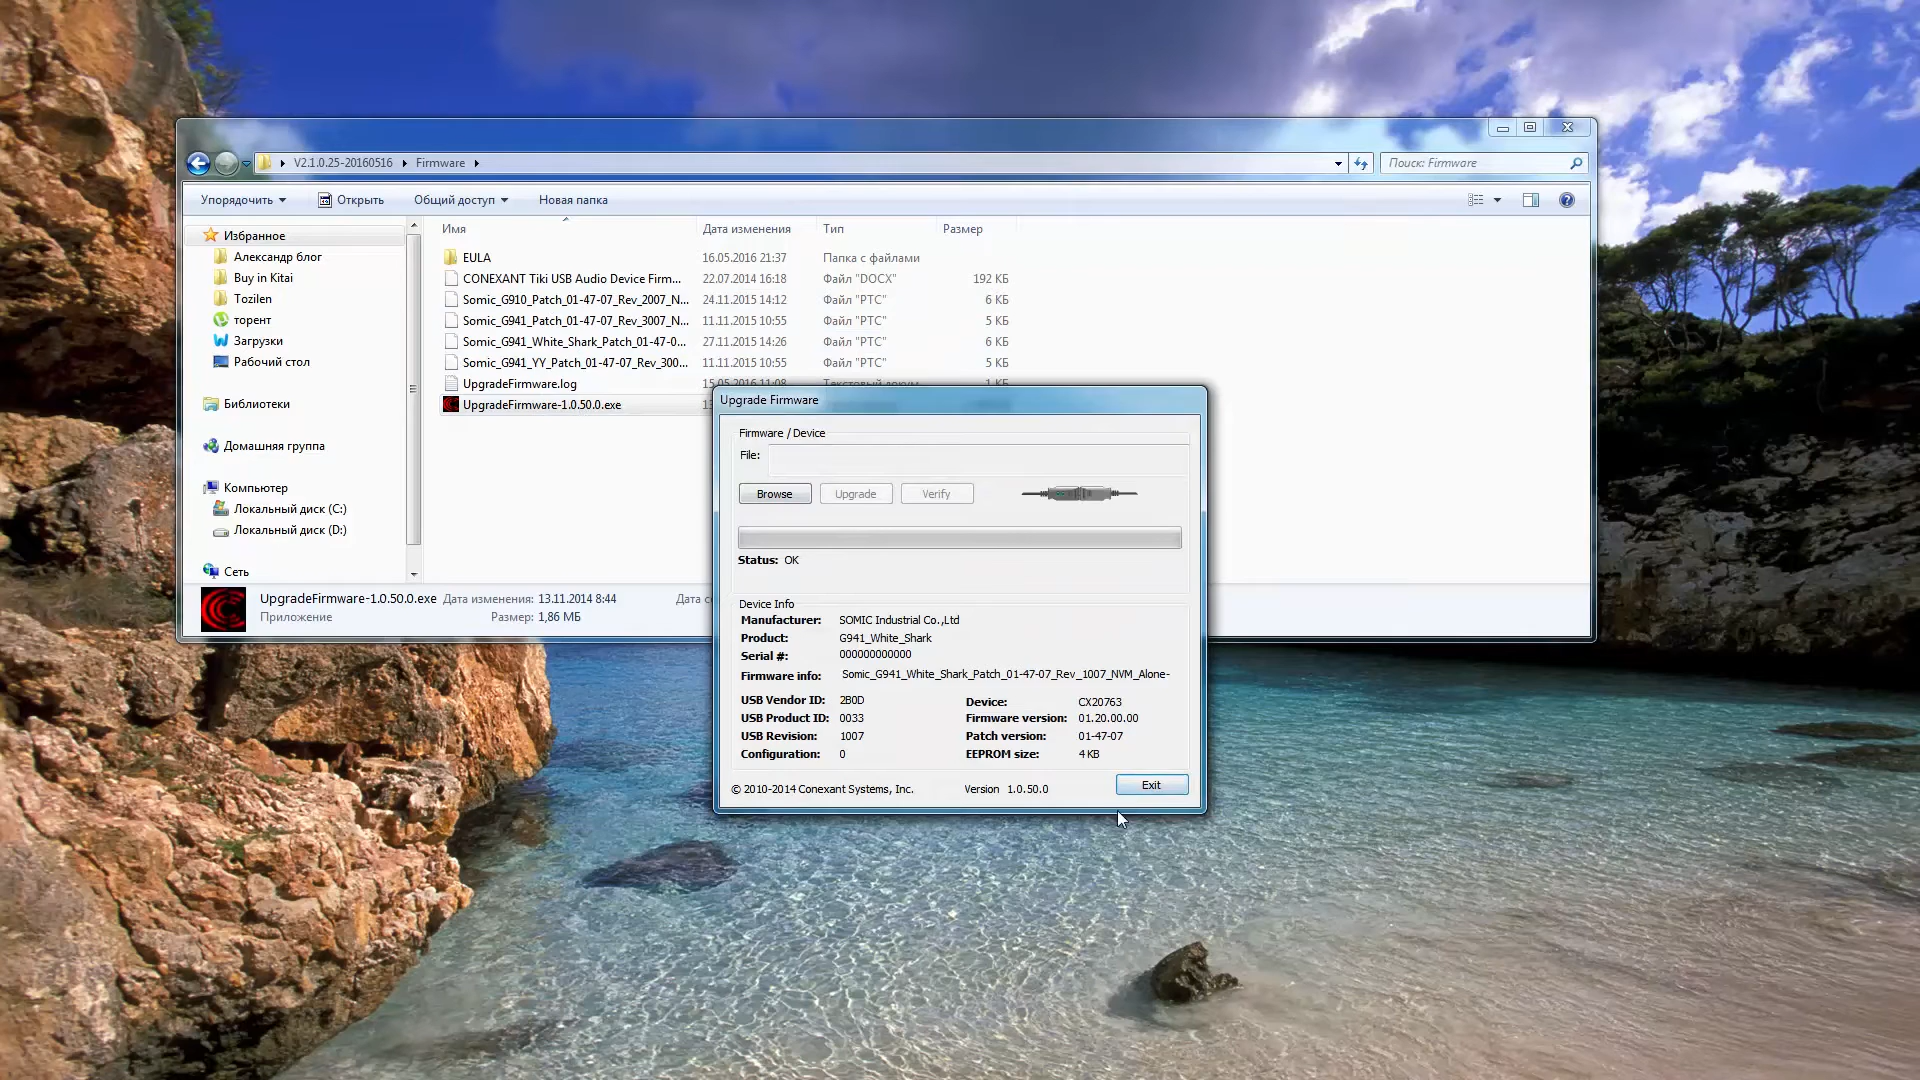 V2.1.0.25-20160516 Firmware
Поиск: Firmware
Упорядочить Открыть Общий доступ Новая папка
Имя Дата изменения Тип Размер
Избранное
Александр блог
Buy in Kitai
Tozilen
торент
Загрузки
Рабочий стол
Библиотеки
Домашняя группа
Компьютер
Локальный диск (C:)
Локальный диск (D:)
Сеть
EULA 16.05.2016 21:37 Папка с файлами
CONEXANT Tiki USB Audio Device Firm... 22.07.2014 16:18 Файл "DOCX" 192 КБ
Somic_G910_Patch_01-47-07_Rev_2007_N... 24.11.2015 14:12 Файл "PTC" 6 КБ
Somic_G941_Patch_01-47-07_Rev_3007_N... 11.11.2015 10:55 Файл "PTC" 5 КБ
Somic_G941_White_Shark_Patch_01-47-0... 27.11.2015 14:26 Файл "PTC" 6 КБ
Somic_G941_YY_Patch_01-47-07_Rev_300... 11.11.2015 10:55 Файл "PTC" 5 КБ
UpgradeFirmware.log 15.05.2016 11:08 Текстовый докум... 1 КБ
UpgradeFirmware-1.0.50.0.exe
UpgradeFirmware-1.0.50.0.exe Дата изменения: 13.11.2014 8:44
Приложение Размер: 1,86 МБ
Upgrade Firmware
Firmware / Device
File:
Browse Upgrade Verify
Status: OK
Device Info
Manufacturer: SOMIC Industrial Co.,Ltd
Product: G941_White_Shark
Serial #: 000000000000
Firmware info: Somic_G941_White_Shark_Patch_01-47-07_Rev_1007_NVM_Alone-
USB Vendor ID: 2B0D Device: CX20763
USB Product ID: 0033 Firmware version: 01.20.00.00
USB Revision: 1007 Patch version: 01-47-07
Configuration: 0 EEPROM size: 4 KB
© 2010-2014 Conexant Systems, Inc. Version 1.0.50.0 Exit